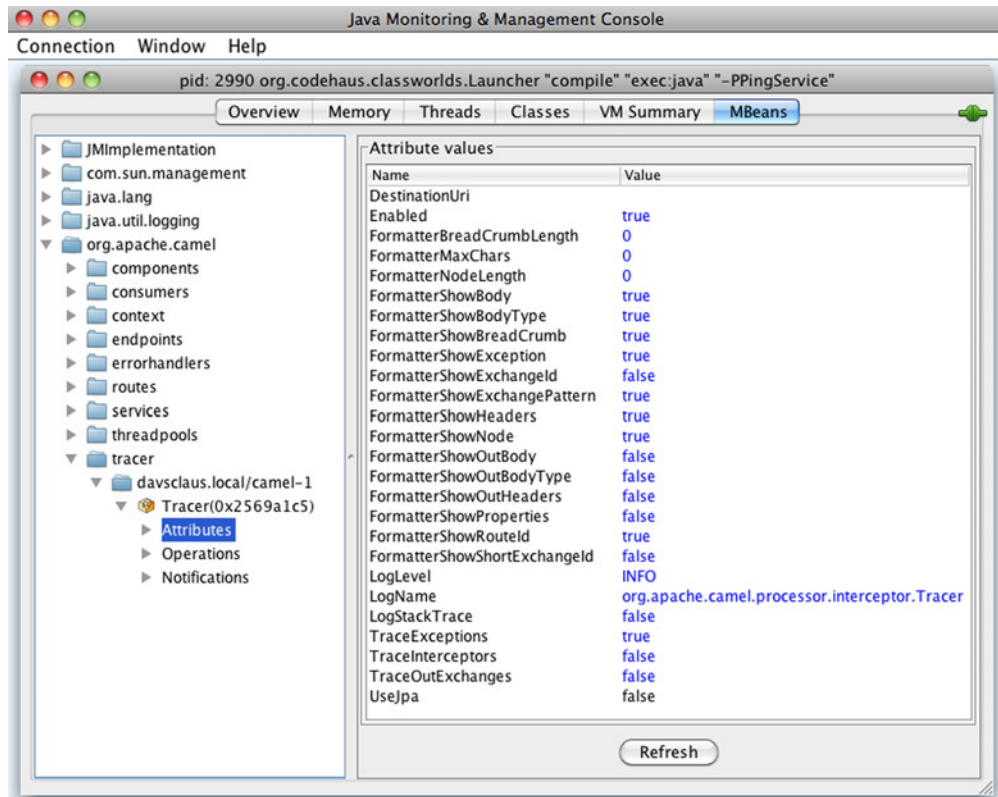 Java Monitoring & Management Console
Connection Window Help
pid: 2990 org.codehaus.classworlds.Launcher "compile" "exec:java" "-PPingService"
Overview Memory Threads Classes VM Summary MBeans
JMImplementation
com.sun.management
java.lang
java.util.logging
org.apache.camel
components
consumers
context
endpoints
errorhandlers
routes
services
threadpools
tracer
davsclaus.local/camel-1
Tracer(0x2569a1c5)
Attributes
Operations
Notifications
Attribute values
Name Value
DestinationUri
Enabled true
FormatterBreadCrumbLength 0
FormatterMaxChars 0
FormatterNodeLength 0
FormatterShowBody true
FormatterShowBodyType true
FormatterShowBreadCrumb true
FormatterShowException true
FormatterShowExchangeId false
FormatterShowExchangePattern true
FormatterShowHeaders true
FormatterShowNode true
FormatterShowOutBody false
FormatterShowOutBodyType false
FormatterShowOutHeaders false
FormatterShowProperties false
FormatterShowRouteId true
FormatterShowShortExchangeId false
LogLevel INFO
LogName org.apache.camel.processor.interceptor.Tracer
LogStackTrace false
TraceExceptions true
TraceInterceptors false
TraceOutExchanges false
UseJpa false
Refresh